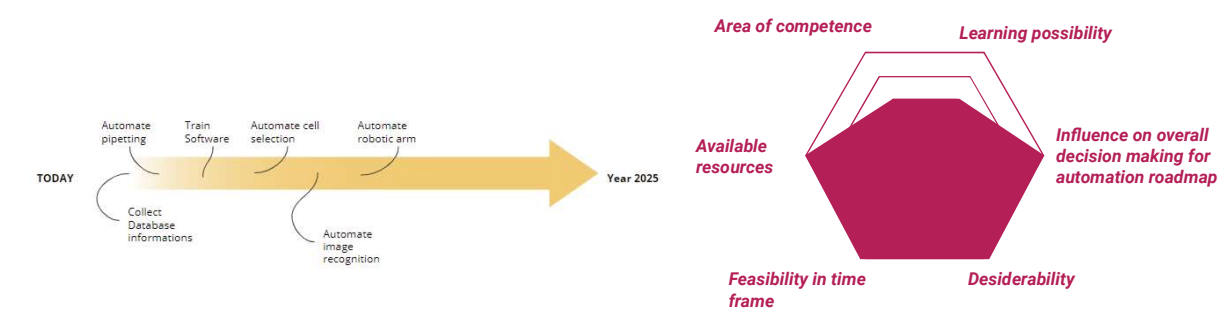 Area of competence
Learning possibility
Automate
pipetting
Train
Software
Automate cell
selection
Automate
robotic arm
Available
resources
Influence on overall
decision making for
automation roadmap
TODAY
Year 2025
Collect
Database
informations
Automate
image
recognition
Feasibility in time
frame
Desiderability